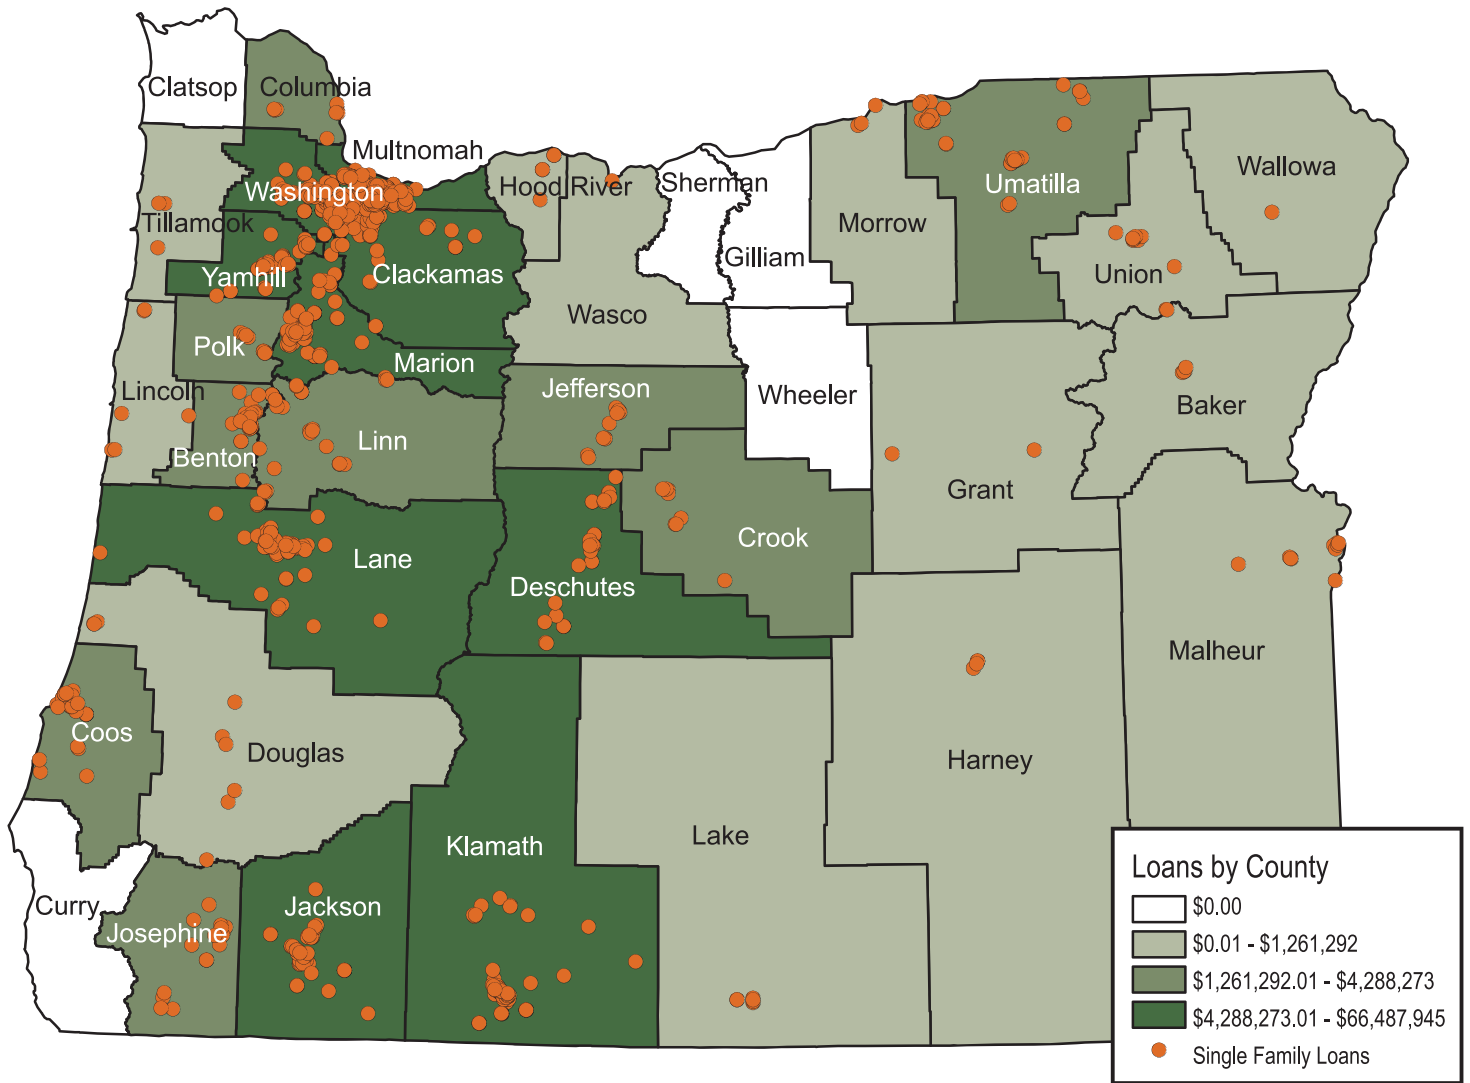 Clatsop
Columbia
Multnomah
Washington
Hood River
Sherman
Wallowa
Umatilla
Tillamook
Morrow
Gilliam
Yamhill
Clackamas
Union
Wasco
Polk
Marion
Lincoln
Jefferson
Wheeler
Baker
Linn
Benton
Grant
Crook
Lane
Deschutes
Malheur
Coos
Douglas
Harney
Lake
Klamath
Curry
Jackson
Josephine
Loans by County
$0.00
$0.01 - $1,261,292
$1,261,292.01 - $4,288,273
$4,288,273.01 - $66,487,945
Single Family Loans